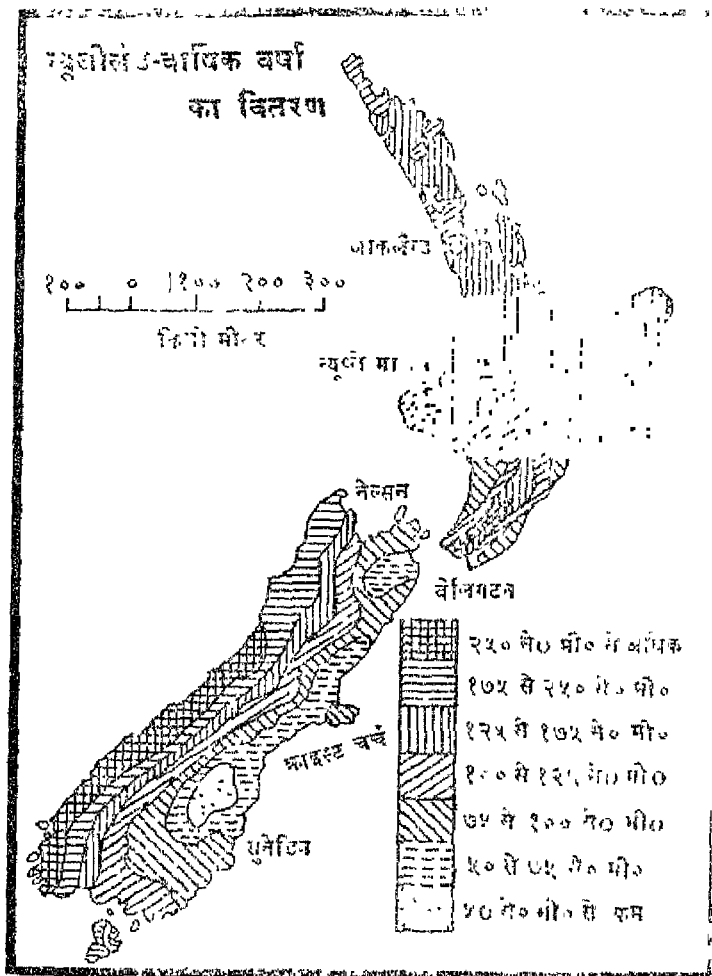 न्यूजीलैंड-वार्षिक वर्षा
का वितरण
आकलैण्ड
१०० ० १०० २०० ३००
किलो मीटर
न्यूप्लीमा
नेल्सन
वेलिंगटन
२५० से० मी० से अधिक
१७५ से २५० से० मी०
१२५ से १७५ से० मी०
क्राइस्ट चर्च
१०० से १२५ से० मी०
७५ से १०० से० मी०
डुनेडिन
५० से ७५ से० मी०
५० से० मी० से कम